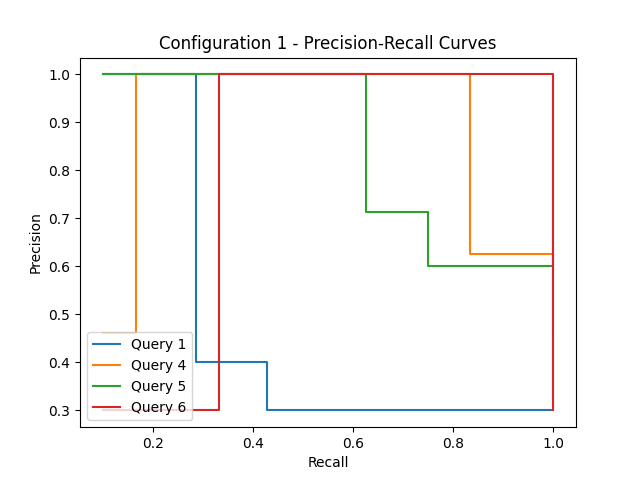 Configuration 1 - Precision-Recall Curves
1.0
0.9
0.8
0.7
0.6
0.5
0.4
0.3
Precision
Query 1
Query 4
Query 5
Query 6
0.2
0.4
0.6
0.8
1.0
Recall